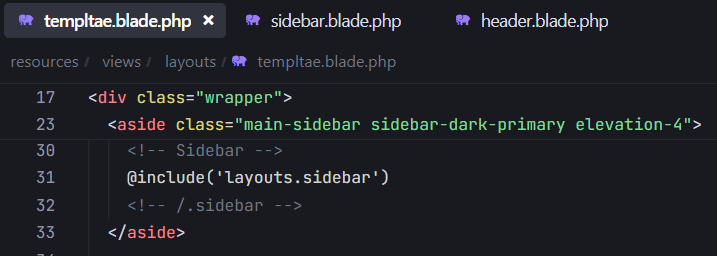 templtae.blade.php × sidebar.blade.php header.blade.php
resources / views / layouts / templtae.blade.php
17 <div class="wrapper">
23 <aside class="main-sidebar sidebar-dark-primary elevation-4">
30 <!-- Sidebar -->
31 @include('layouts.sidebar')
32 <!-- /.sidebar -->
33 </aside>